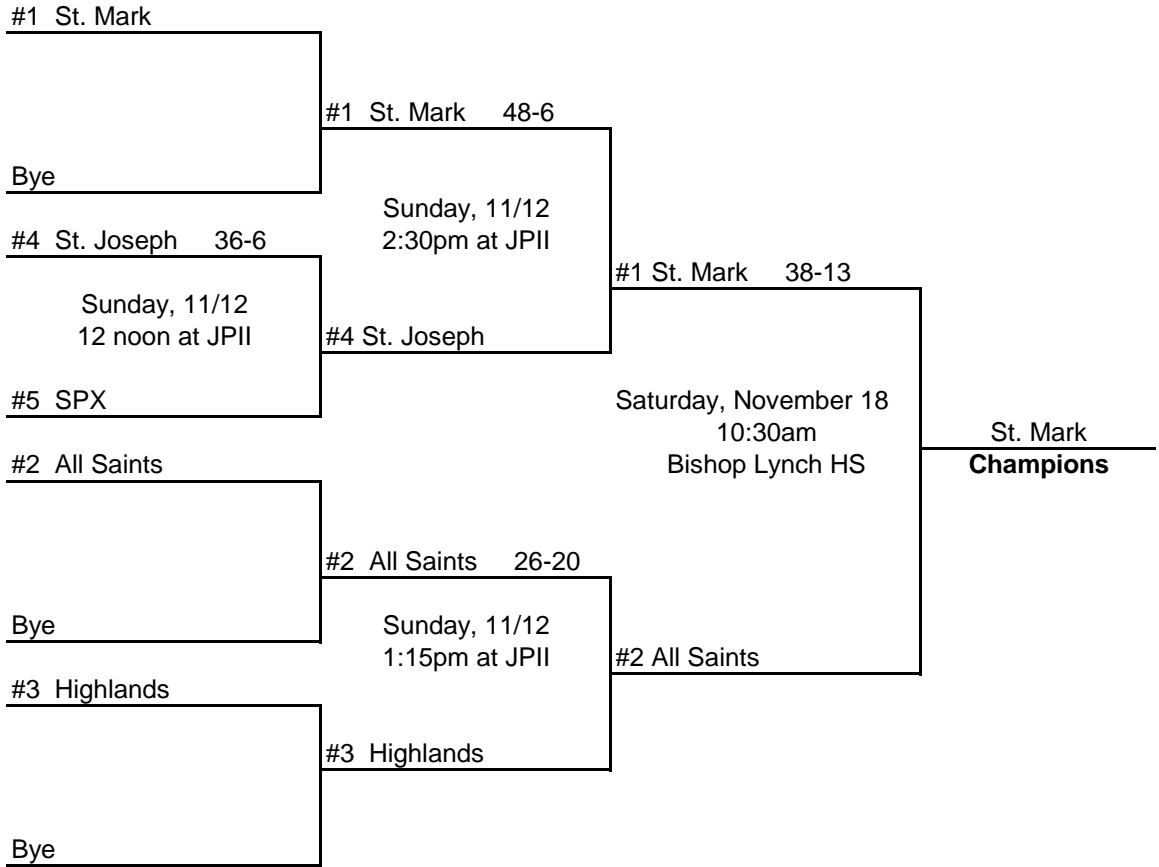 #1 St. Mark
#1 St. Mark 48-6
Bye
Sunday, 11/12
2:30pm at JPII
#4 St. Joseph 36-6
#1 St. Mark 38-13
Sunday, 11/12
12 noon at JPII
#4 St. Joseph
#5 SPX
Saturday, November 18
10:30am
Bishop Lynch HS
St. Mark
Champions
#2 All Saints
#2 All Saints 26-20
Bye
Sunday, 11/12
1:15pm at JPII
#2 All Saints
#3 Highlands
#3 Highlands
Bye